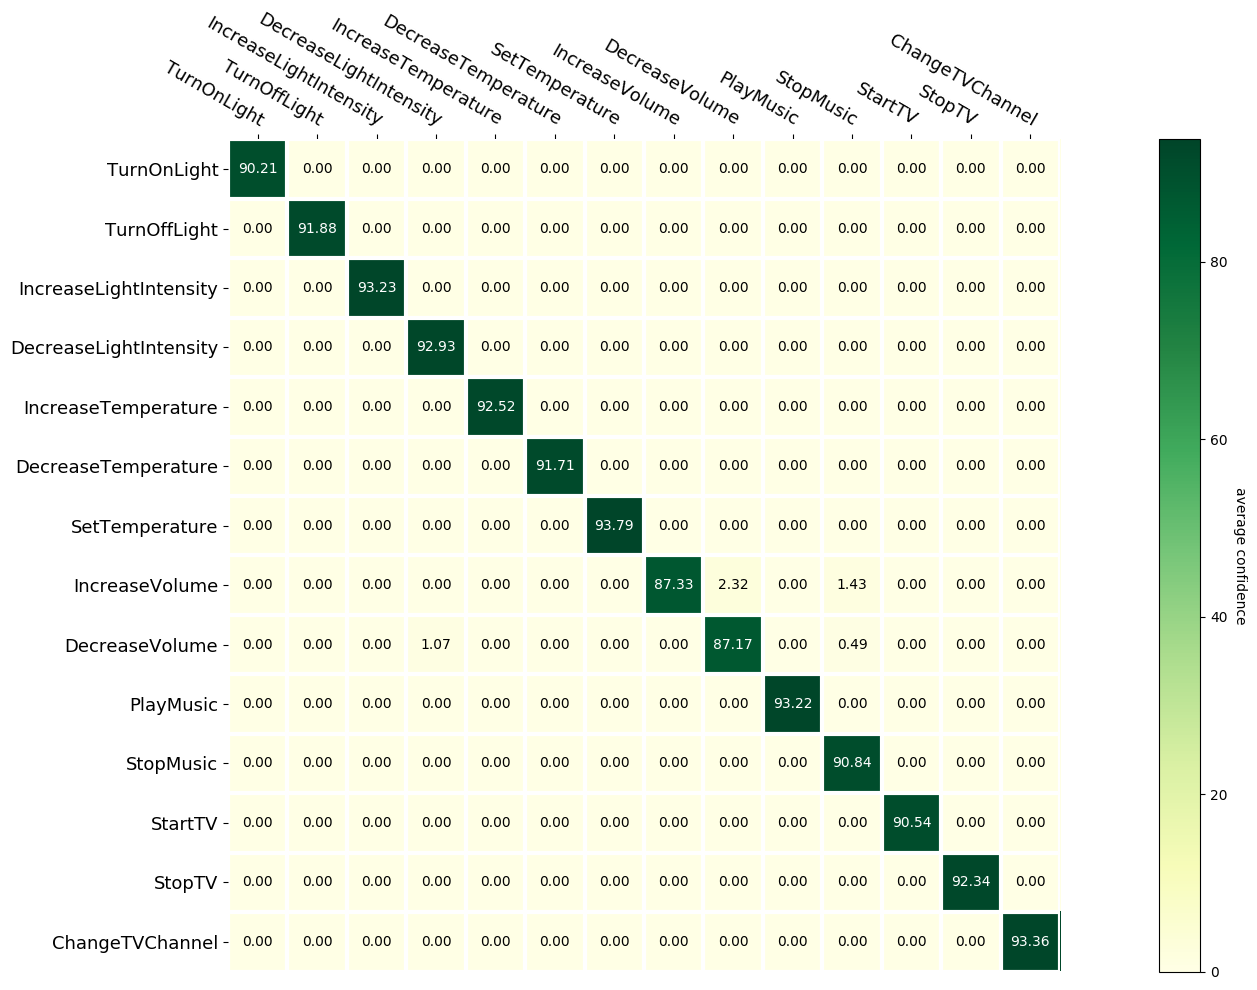 TurnOnLight
TurnOffLight
IncreaseLightIntensity
DecreaseLightIntensity
IncreaseTemperature
DecreaseTemperature
SetTemperature
IncreaseVolume
DecreaseVolume
PlayMusic
StopMusic
StartTV
StopTV
ChangeTVChannel
TurnOnLight 90.21 0.00 0.00 0.00 0.00 0.00 0.00 0.00 0.00 0.00 0.00 0.00 0.00 0.00
TurnOffLight 0.00 91.88 0.00 0.00 0.00 0.00 0.00 0.00 0.00 0.00 0.00 0.00 0.00 0.00
IncreaseLightIntensity 0.00 0.00 93.23 0.00 0.00 0.00 0.00 0.00 0.00 0.00 0.00 0.00 0.00 0.00
DecreaseLightIntensity 0.00 0.00 0.00 92.93 0.00 0.00 0.00 0.00 0.00 0.00 0.00 0.00 0.00 0.00
IncreaseTemperature 0.00 0.00 0.00 0.00 92.52 0.00 0.00 0.00 0.00 0.00 0.00 0.00 0.00 0.00
DecreaseTemperature 0.00 0.00 0.00 0.00 0.00 91.71 0.00 0.00 0.00 0.00 0.00 0.00 0.00 0.00
SetTemperature 0.00 0.00 0.00 0.00 0.00 0.00 93.79 0.00 0.00 0.00 0.00 0.00 0.00 0.00
IncreaseVolume 0.00 0.00 0.00 0.00 0.00 0.00 0.00 87.33 2.32 0.00 1.43 0.00 0.00 0.00
DecreaseVolume 0.00 0.00 0.00 1.07 0.00 0.00 0.00 0.00 87.17 0.00 0.49 0.00 0.00 0.00
PlayMusic 0.00 0.00 0.00 0.00 0.00 0.00 0.00 0.00 0.00 93.22 0.00 0.00 0.00 0.00
StopMusic 0.00 0.00 0.00 0.00 0.00 0.00 0.00 0.00 0.00 0.00 90.84 0.00 0.00 0.00
StartTV 0.00 0.00 0.00 0.00 0.00 0.00 0.00 0.00 0.00 0.00 0.00 90.54 0.00 0.00
StopTV 0.00 0.00 0.00 0.00 0.00 0.00 0.00 0.00 0.00 0.00 0.00 0.00 92.34 0.00
ChangeTVChannel 0.00 0.00 0.00 0.00 0.00 0.00 0.00 0.00 0.00 0.00 0.00 0.00 0.00 93.36
80
60
40
20
0
average confidence